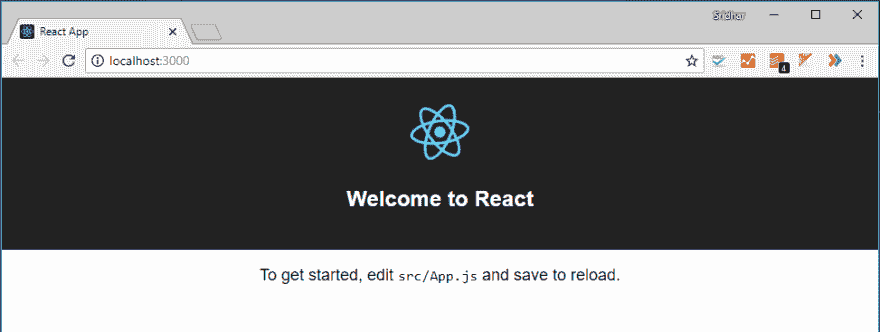 Sridhar
React App
localhost:3000
4
Welcome to React
To get started, edit src/App.js and save to reload.